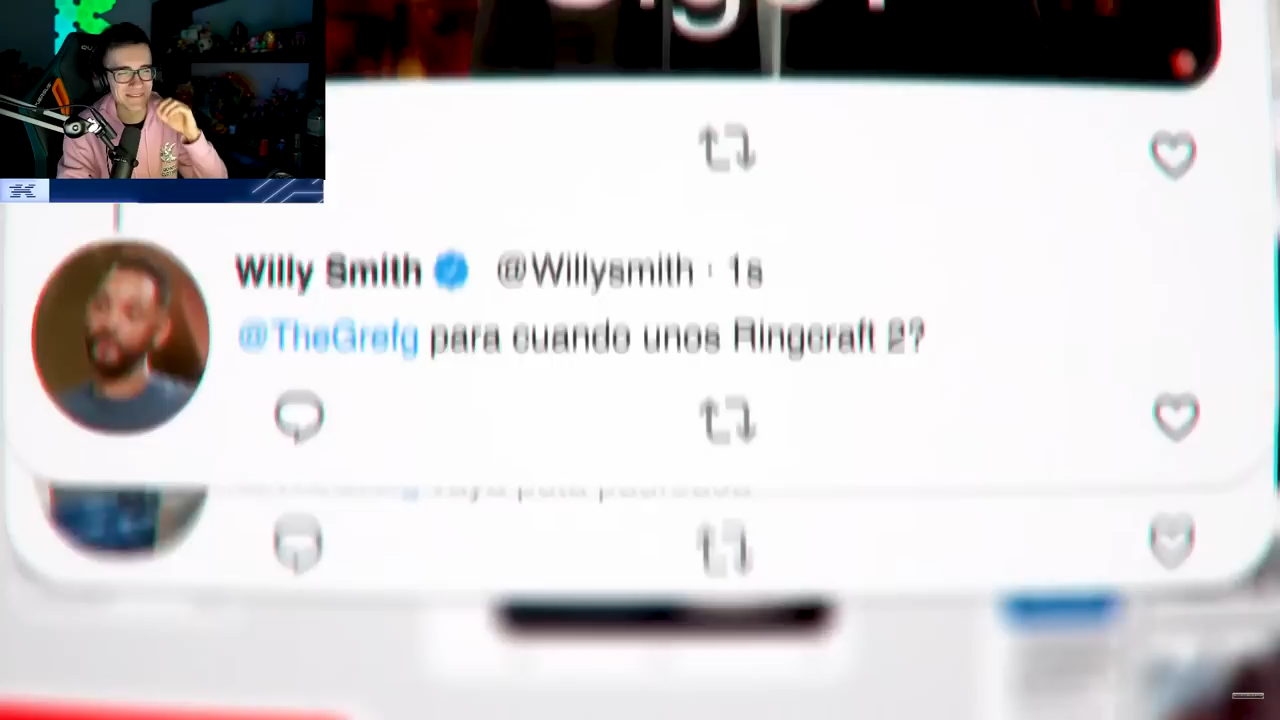 Willy Smith @Willysmith · 1s
@TheGrefg para cuando unos Ringcraft 2?